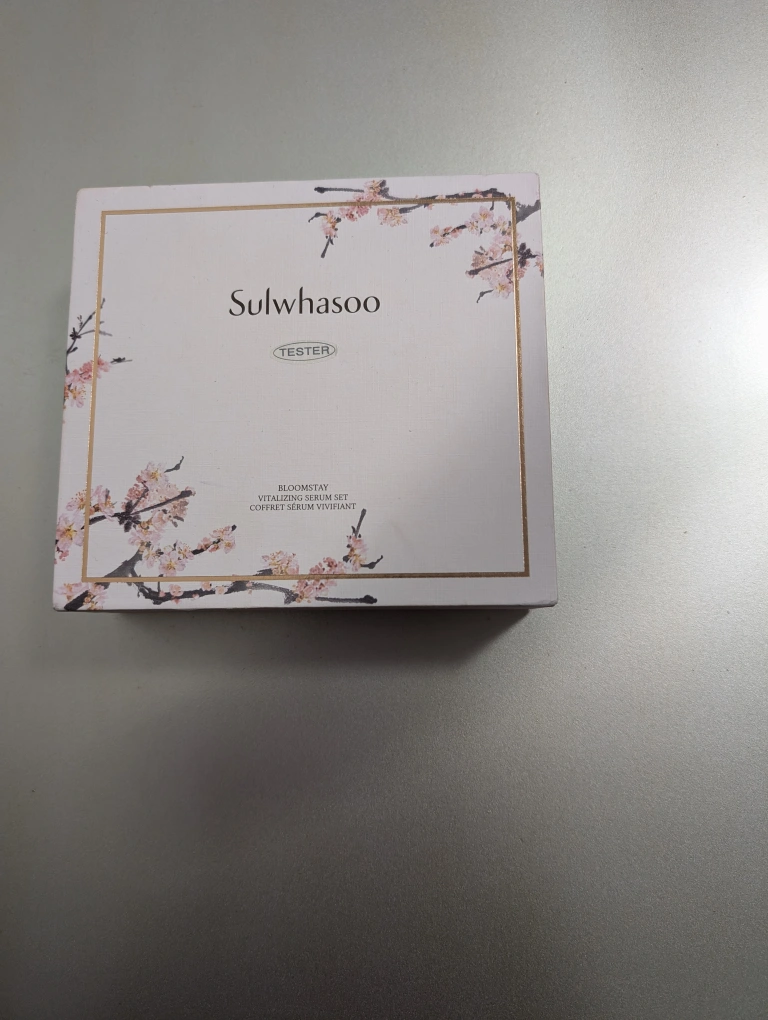 Sulwhasoo
TESTER
BLOOMSTAY
VITALIZING SERUM SET
COFFRET SÉRUM VIVIFIANT